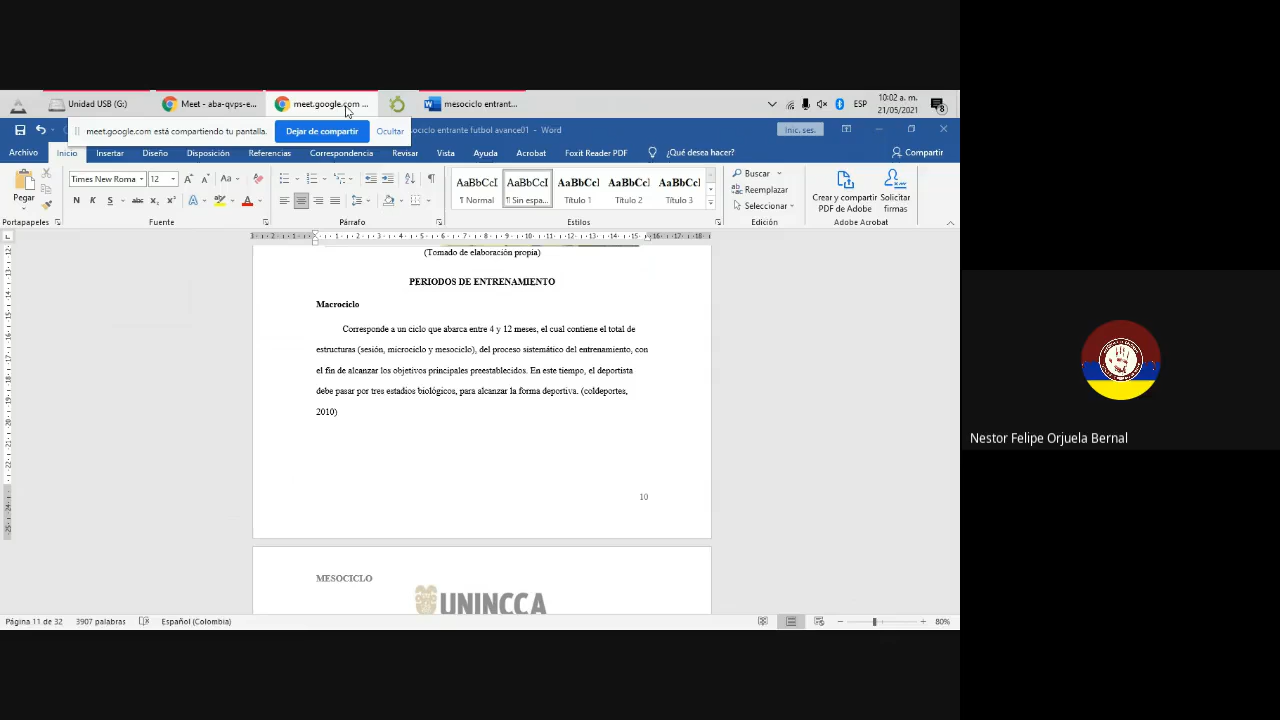 Unidad USB (G:)
Meet - aba-qvps-e...
meet.google.com ...
mesociclo entrant...
ESP
10:02 a. m.
21/05/2021
8
meet.google.com está compartiendo tu pantalla.
Dejar de compartir
Ocultar
ociclo entrante futbol avance01 - Word
Inic. ses.
Archivo
Inicio
Insertar
Diseño
Disposición
Referencias
Correspondencia
Revisar
Vista
Ayuda
Acrobat
Foxit Reader PDF
¿Qué desea hacer?
Compartir
Pegar
Times New Roma
12
N K S
AaBbCcI
¶ Normal
AaBbCcI
¶ Sin espa...
AaBbCcI
Título 1
AaBbCcI
Título 2
AaBbCcI
Título 3
Buscar
Reemplazar
Seleccionar
Crear y compartir
PDF de Adobe
Solicitar
firmas
Portapapeles
Fuente
Párrafo
Estilos
Edición
Adobe Acrobat
(Tomado de elaboración propia)
PERIODOS DE ENTRENAMIENTO
Macrociclo
Corresponde a un ciclo que abarca entre 4 y 12 meses, el cual contiene el total de
estructuras (sesión, microciclo y mesociclo), del proceso sistemático del entrenamiento, con
el fin de alcanzar los objetivos principales preestablecidos. En este tiempo, el deportista
debe pasar por tres estadios biológicos, para alcanzar la forma deportiva. (coldeportes,
2010)
10
MESOCICLO
UNINCCA
Página 11 de 32
3907 palabras
Español (Colombia)
80%
Nestor Felipe Orjuela Bernal